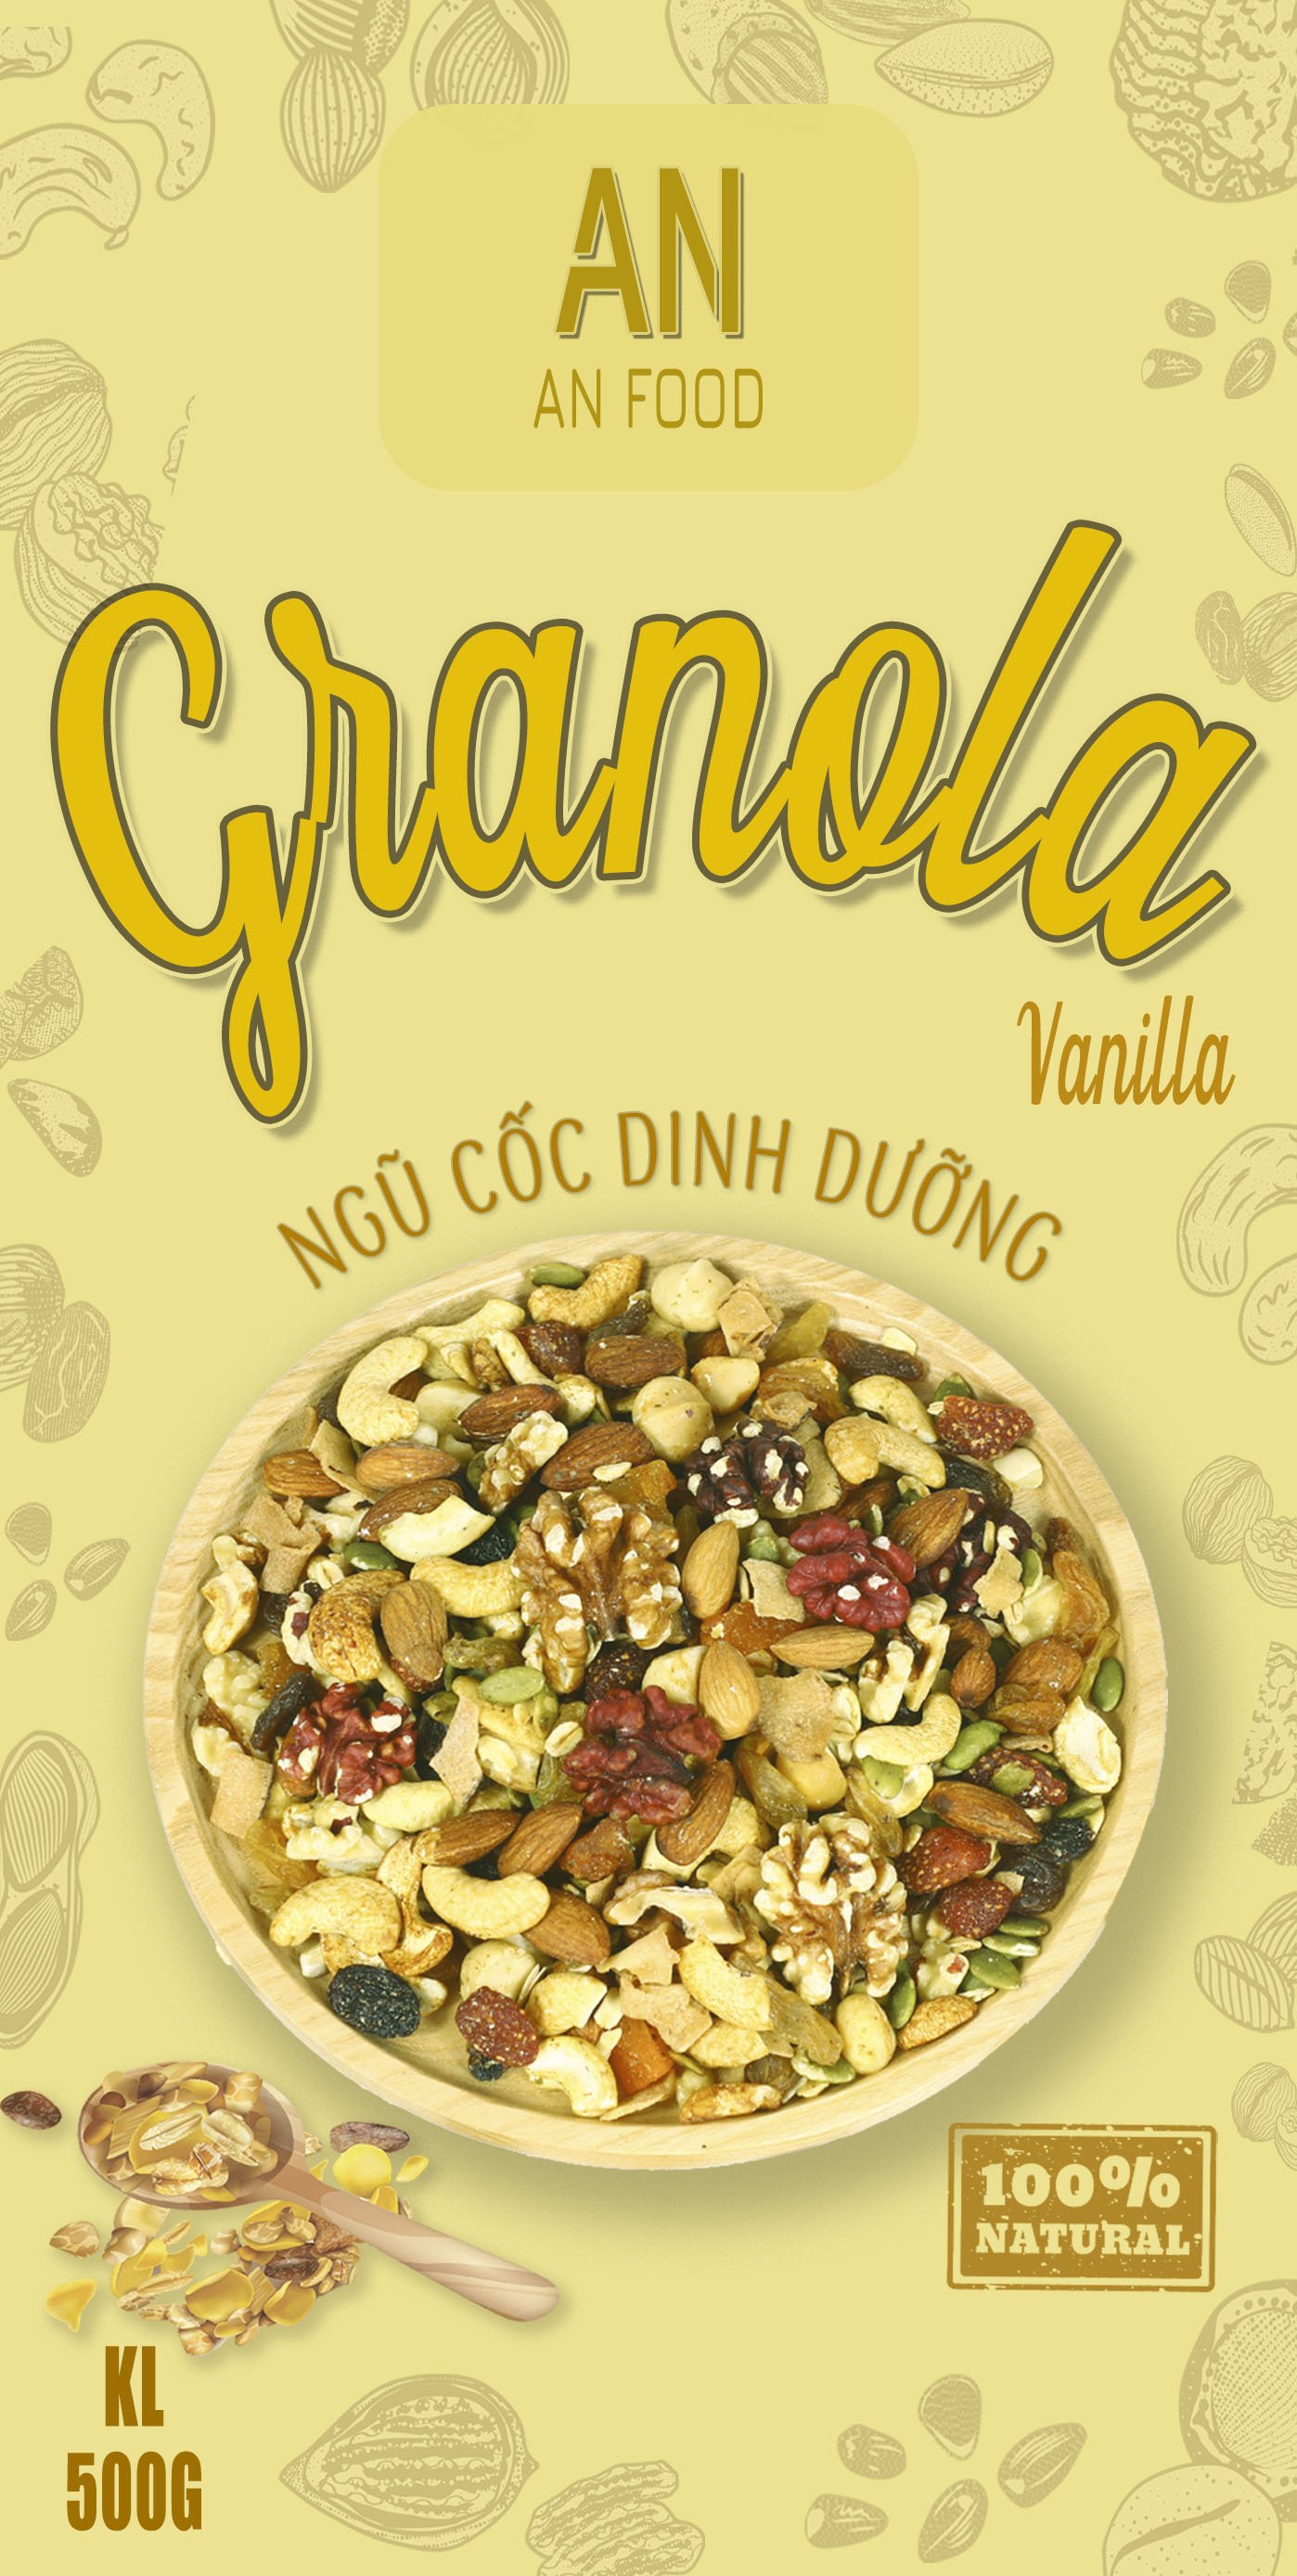 AN
AN FOOD
Granola
Vanilla
NGŨ CỐC DINH DƯỠNG
100%
NATURAL
KL
500G